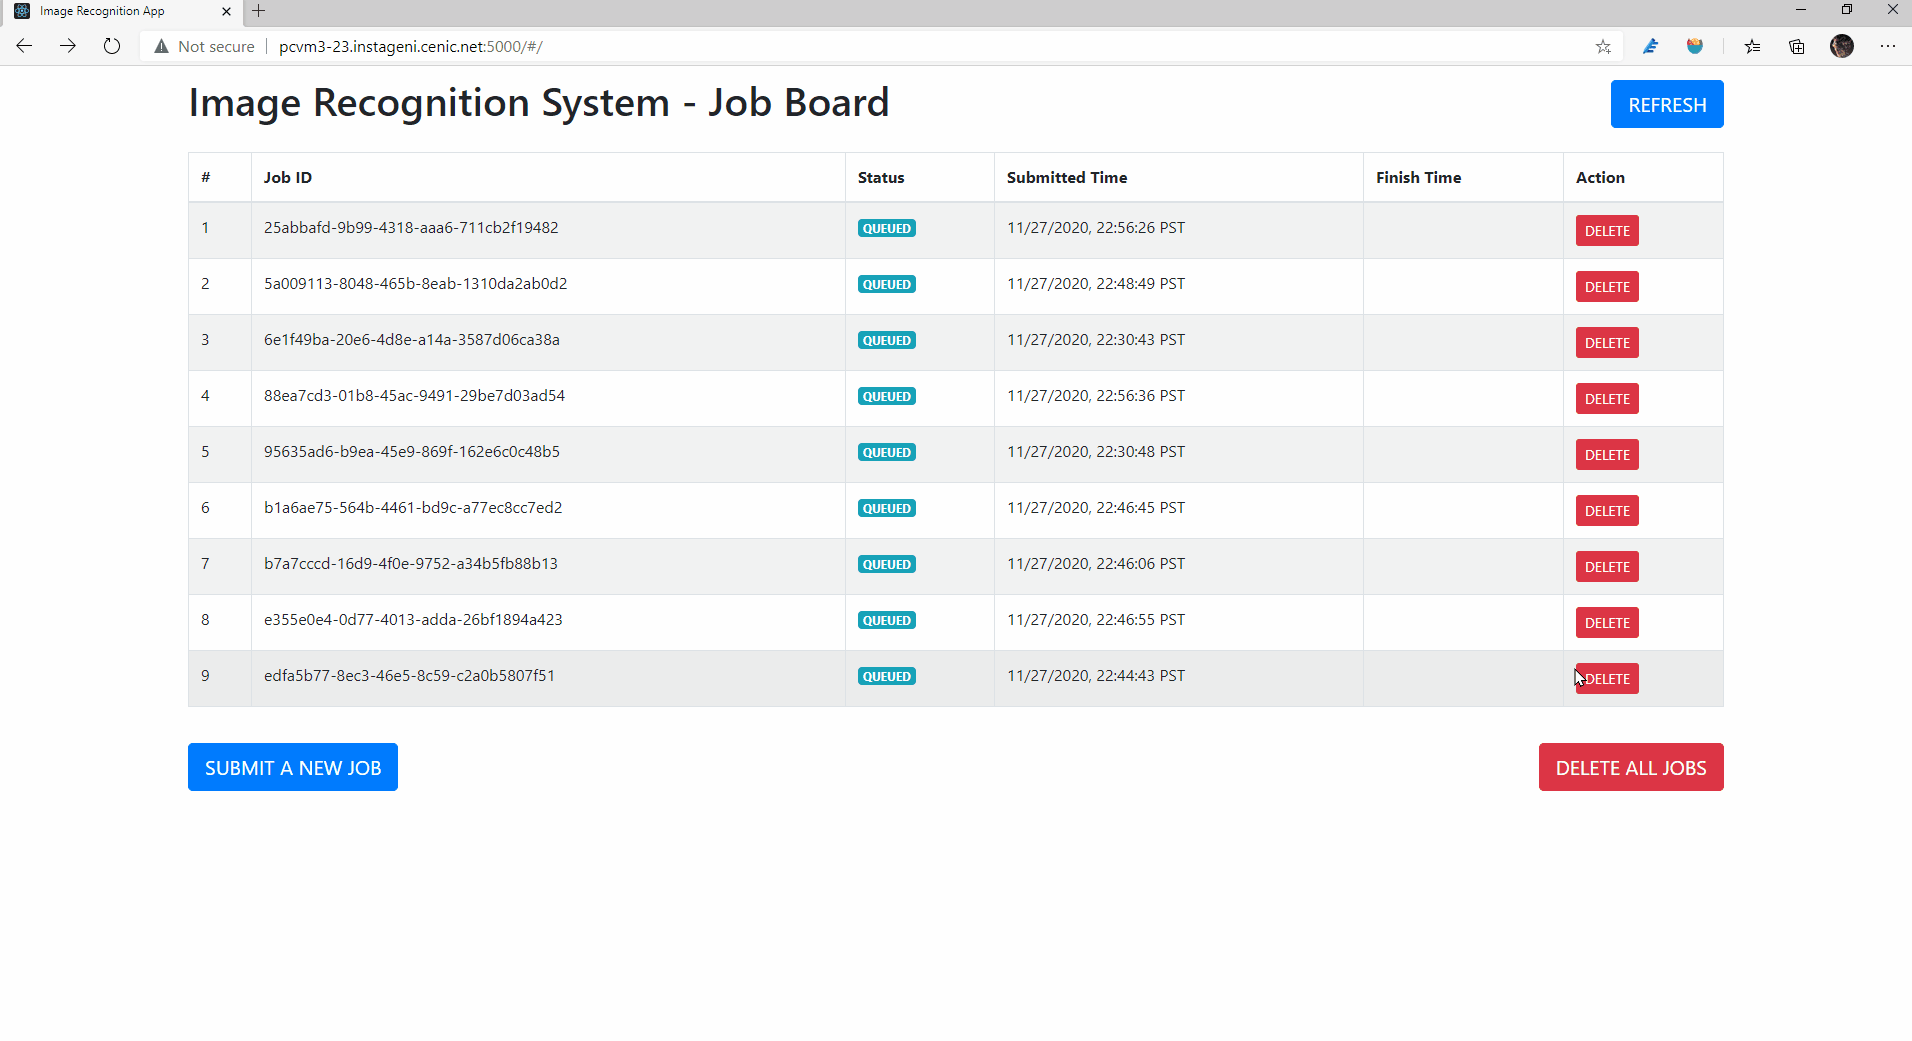 Image Recognition App
Not secure | pcvm3-23.instageni.cenic.net:5000/#/
Image Recognition System - Job Board
REFRESH
# Job ID Status Submitted Time Finish Time Action
1 25abbafd-9b99-4318-aaa6-711cb2f19482 QUEUED 11/27/2020, 22:56:26 PST DELETE
2 5a009113-8048-465b-8eab-1310da2ab0d2 QUEUED 11/27/2020, 22:48:49 PST DELETE
3 6e1f49ba-20e6-4d8e-a14a-3587d06ca38a QUEUED 11/27/2020, 22:30:43 PST DELETE
4 88ea7cd3-01b8-45ac-9491-29be7d03ad54 QUEUED 11/27/2020, 22:56:36 PST DELETE
5 95635ad6-b9ea-45e9-869f-162e6c0c48b5 QUEUED 11/27/2020, 22:30:48 PST DELETE
6 b1a6ae75-564b-4461-bd9c-a77ec8cc7ed2 QUEUED 11/27/2020, 22:46:45 PST DELETE
7 b7a7cccd-16d9-4f0e-9752-a34b5fb88b13 QUEUED 11/27/2020, 22:46:06 PST DELETE
8 e355e0e4-0d77-4013-adda-26bf1894a423 QUEUED 11/27/2020, 22:46:55 PST DELETE
9 edfa5b77-8ec3-46e5-8c59-c2a0b5807f51 QUEUED 11/27/2020, 22:44:43 PST DELETE
SUBMIT A NEW JOB
DELETE ALL JOBS